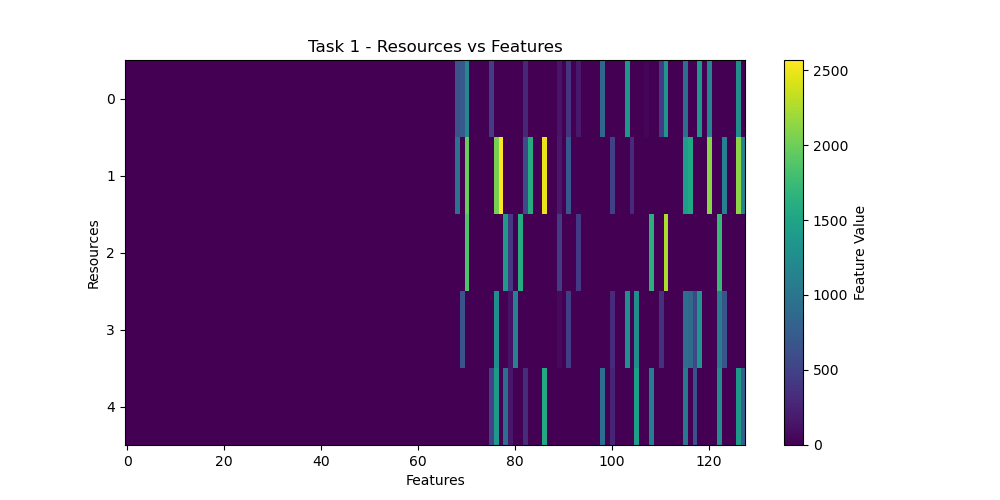 Task 1 - Resources vs Features
0
1
2
3
4
Resources
0 20 40 60 80 100 120
Features
2500
2000
1500
1000
500
0
Feature Value